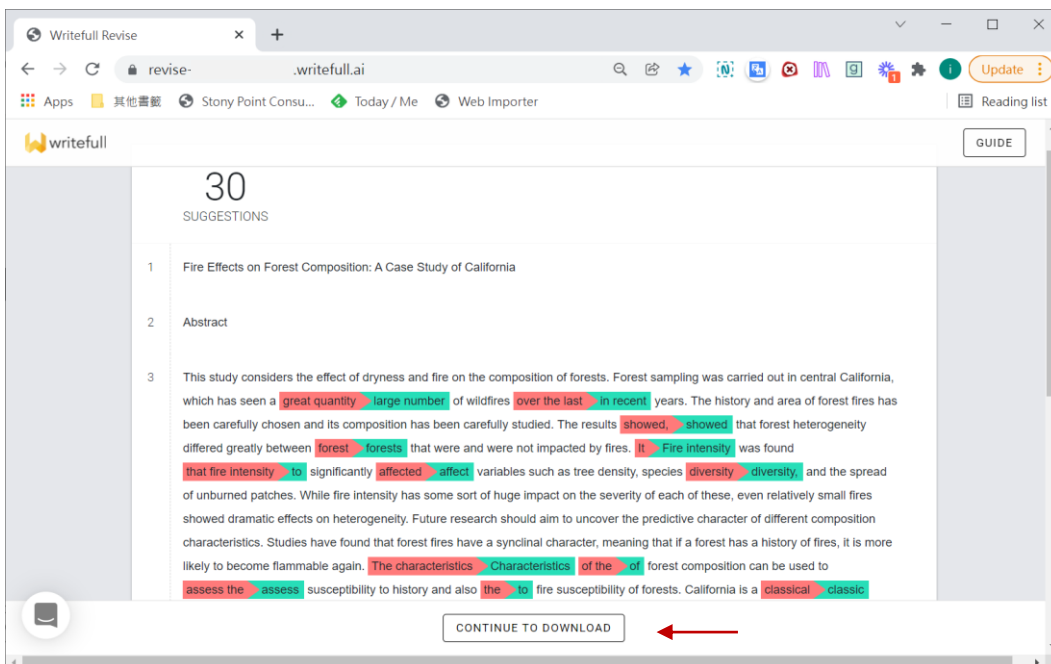 Writefull Revise
revise- .writefull.ai
Update
Apps 其他書籤 Stony Point Consu... Today / Me Web Importer Reading list
writefull GUIDE
30
SUGGESTIONS
1 Fire Effects on Forest Composition: A Case Study of California
2 Abstract
3 This study considers the effect of dryness and fire on the composition of forests. Forest sampling was carried out in central California,
which has seen a great quantity large number of wildfires over the last in recent years. The history and area of forest fires has
been carefully chosen and its composition has been carefully studied. The results showed, showed that forest heterogeneity
differed greatly between forest forests that were and were not impacted by fires. It Fire intensity was found
that fire intensity to significantly affected affect variables such as tree density, species diversity diversity, and the spread
of unburned patches. While fire intensity has some sort of huge impact on the severity of each of these, even relatively small fires
showed dramatic effects on heterogeneity. Future research should aim to uncover the predictive character of different composition
characteristics. Studies have found that forest fires have a synclinal character, meaning that if a forest has a history of fires, it is more
likely to become flammable again. The characteristics Characteristics of the of forest composition can be used to
assess the assess susceptibility to history and also the to fire susceptibility of forests. California is a classical classic
CONTINUE TO DOWNLOAD